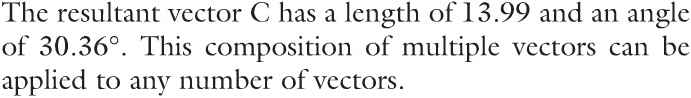 The resultant vector C has a length of 13.99 and an angle
of 30.36°. This composition of multiple vectors can be
applied to any number of vectors.